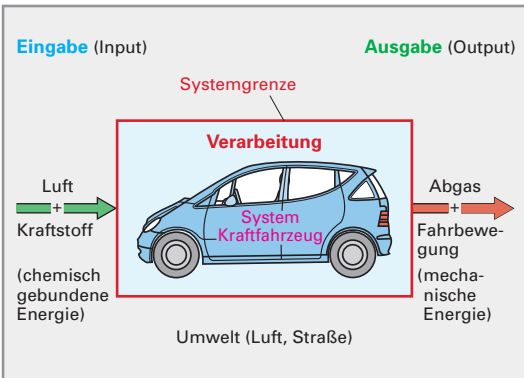 Eingabe (Input)
Ausgabe (Output)
Systemgrenze
Verarbeitung
Luft
+
Kraftstoff
(chemisch
gebundene
Energie)
System
Kraftfahrzeug
Abgas
+
Fahrbewe-
gung
(mecha-
nische
Energie)
Umwelt (Luft, Straße)